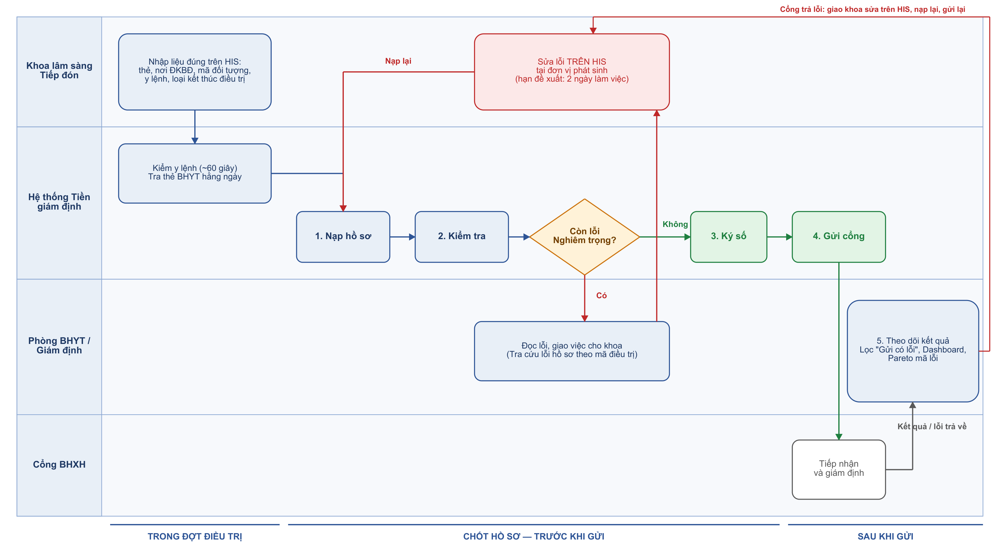 Cổng trả lỗi: giao khoa sửa trên HIS, nạp lại, gửi lại
Khoa lâm sàng
Tiếp đón
Nhập liệu đúng trên HIS:
thẻ, nơi ĐKBĐ, mã đối tượng,
y lệnh, loại kết thúc điều trị
Nạp lại
Sửa lỗi TRÊN HIS
tại đơn vị phát sinh
(hạn đề xuất: 2 ngày làm việc)
Hệ thống Tiền
giám định
Kiểm y lệnh (~60 giây)
Tra thẻ BHYT hằng ngày
1. Nạp hồ sơ
2. Kiểm tra
Còn lỗi
Nghiêm trọng?
Không
3. Ký số
4. Gửi cổng
Có
Phòng BHYT /
Giám định
Đọc lỗi, giao việc cho khoa
(Tra cứu lỗi hồ sơ theo mã điều trị)
5. Theo dõi kết quả
Lọc "Gửi có lỗi", Dashboard,
Pareto mã lỗi
Kết quả / lỗi trả về
Cổng BHXH
Tiếp nhận
và giám định
TRONG ĐỢT ĐIỀU TRỊ
CHỐT HỒ SƠ — TRƯỚC KHI GỬI
SAU KHI GỬI